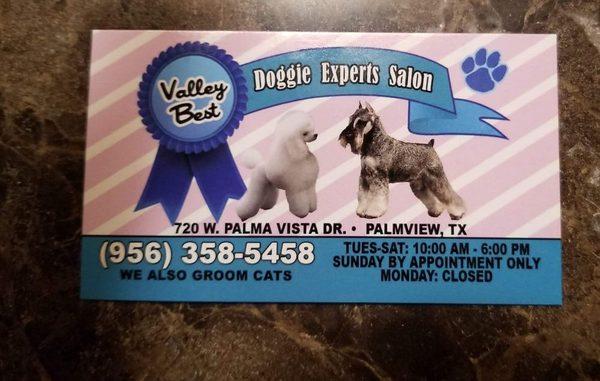 Valley
Best
Doggie Experts Salon
720 W. PALMA VISTA DR. • PALMVIEW, TX
(956) 358-5458
WE ALSO GROOM CATS
TUES-SAT: 10:00 AM - 6:00 PM
SUNDAY BY APPOINTMENT ONLY
MONDAY: CLOSED